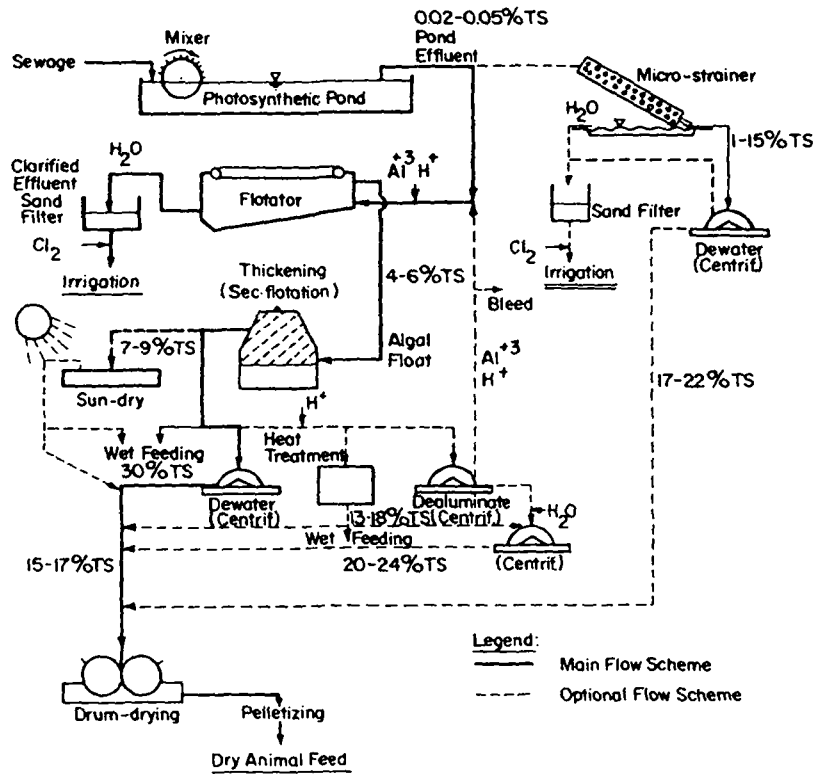 0.02-0.05%TS
Pond
Effluent
Mixer
Sewage
Photosynthetic Pond
Micro-strainer
H2O
1-15%TS
H2O
Clarified
Effluent
Sand
Filter
Flotator
Al+3 H+
Sand Filter
Cl2
Irrigation
Cl2
Irrigation
Dewater
(Centrif.)
Thickening
(Sec-flotation)
4-6%TS
Bleed
7-9%TS
Algal
Float
Al+3
H+
17-22%TS
Sun-dry
H+
Wet Feeding
30%TS
Heat
Treatment
Dewater
(Centrif)
Dealuminate
(Centrif.)
13-18%TS
H2O
Wet Feeding
(Centrif.)
15-17%TS
20-24%TS
Legend:
Main Flow Scheme
Optional Flow Scheme
Drum-drying
Pelletizing
Dry Animal Feed